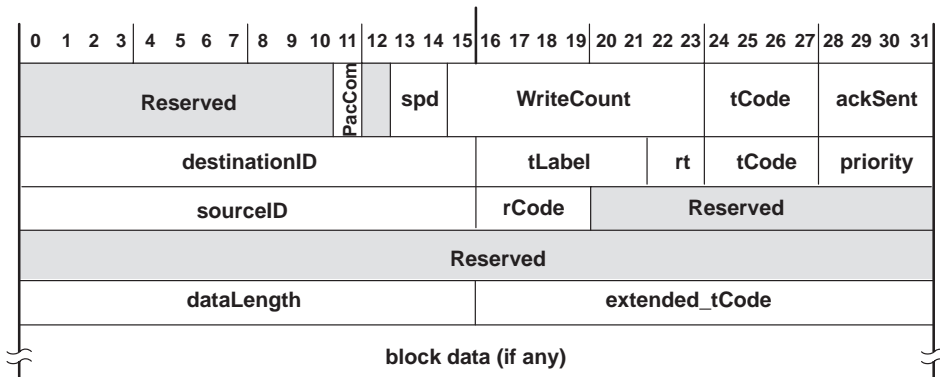 0 1 2 3 4 5 6 7 8 9 10 11 12 13 14 15 16 17 18 19 20 21 22 23 24 25 26 27 28 29 30 31
Reserved PacCom spd WriteCount tCode ackSent
destinationID tLabel rt tCode priority
sourceID rCode Reserved
Reserved
dataLength extended_tCode
block data (if any)